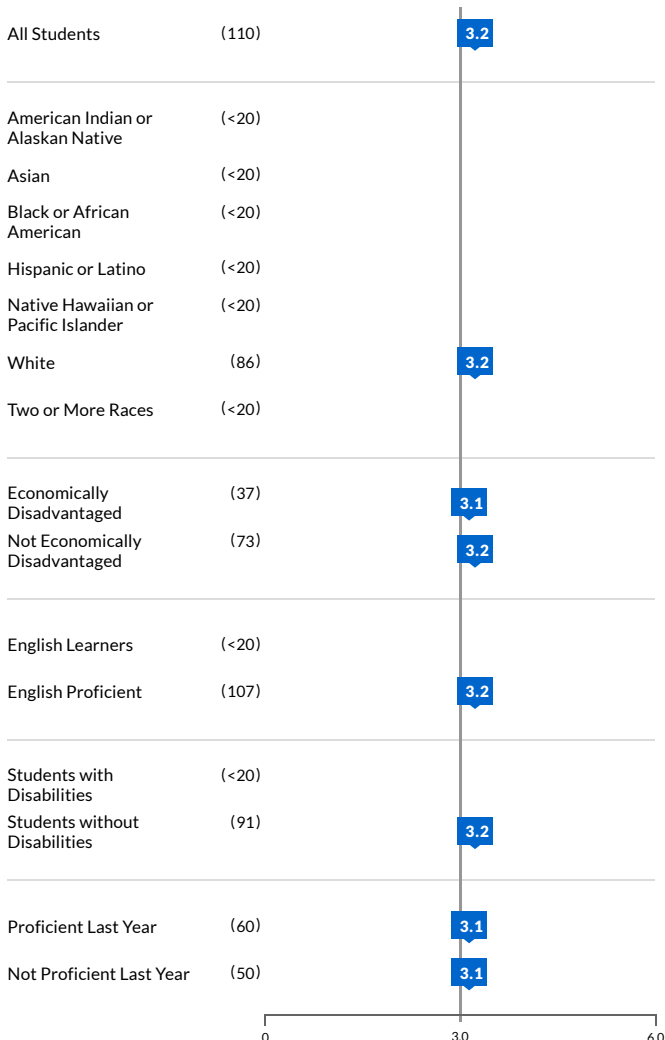 All Students (110) 3.2
American Indian or (<20)
Alaskan Native
Asian (<20)
Black or African (<20)
American
Hispanic or Latino (<20)
Native Hawaiian or (<20)
Pacific Islander
White (86) 3.2
Two or More Races (<20)
Economically (37) 3.1
Disadvantaged
Not Economically (73) 3.2
Disadvantaged
English Learners (<20)
English Proficient (107) 3.2
Students with (<20)
Disabilities
Students without (91) 3.2
Disabilities
Proficient Last Year (60) 3.1
Not Proficient Last Year (50) 3.1
0 3.0 6.0